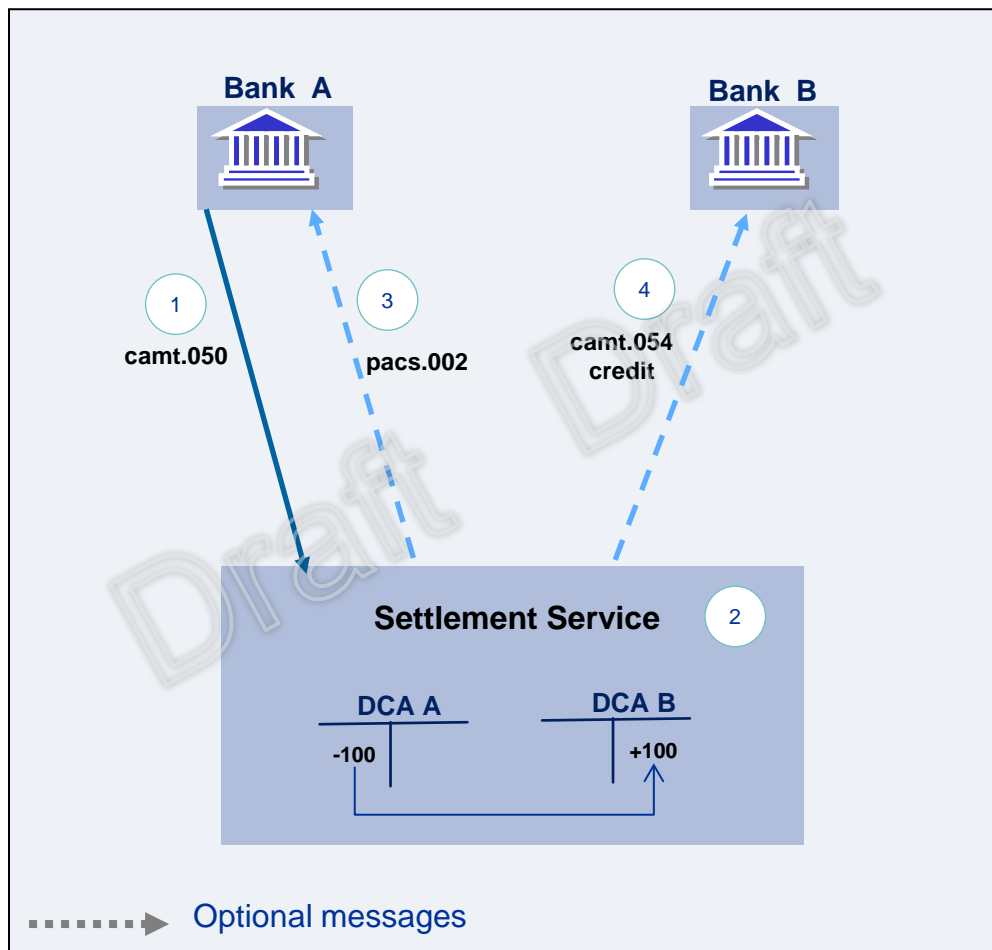 Bank A
Bank B
1
camt.050
3
pacs.002
4
camt.054
credit
Draft
Draft
Settlement Service
2
DCA A
-100
DCA B
+100
Optional messages